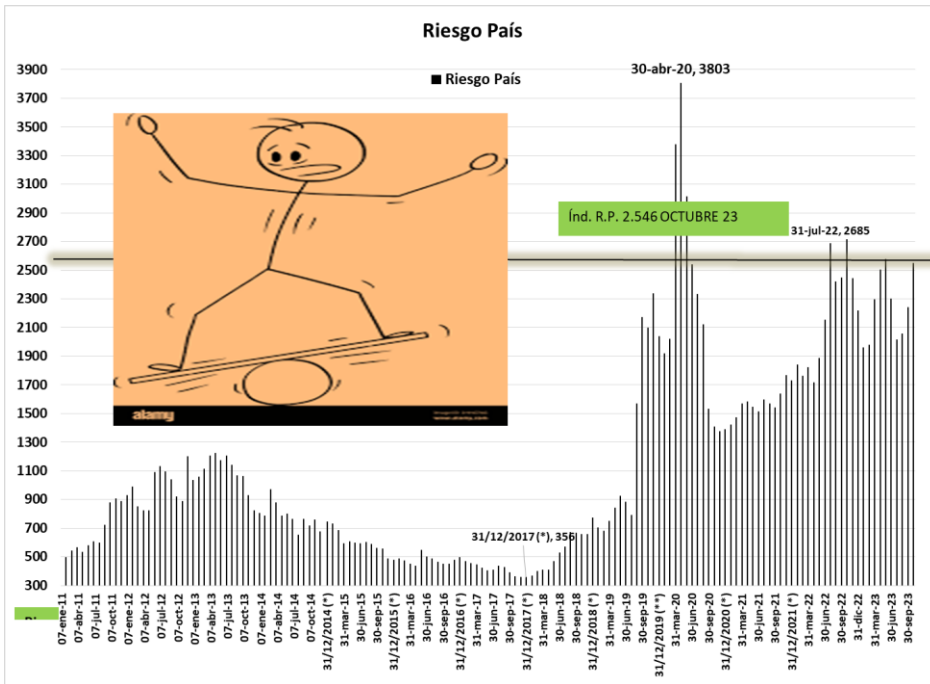 Riesgo País
3900
3700
3500
3300
3100
2900
2700
2500
2300
2100
1900
1700
1500
1300
1100
900
700
500
300
Riesgo País
30-abr-20, 3803
Índ. R.P. 2.546 OCTUBRE 23
31-jul-22, 2685
31/12/2017 (*), 356
alamy
www.alamy.com
07-ene-11
07-abr-11
07-jul-11
07-oct-11
07-ene-12
07-abr-12
07-jul-12
07-oct-12
07-ene-13
07-abr-13
07-jul-13
07-oct-13
07-ene-14
07-abr-14
07-jul-14
07-oct-14
31/12/2014 (*)
31-mar-15
30-jun-15
30-sep-15
31/12/2015 (*)
31-mar-16
30-jun-16
30-sep-16
31/12/2016 (*)
31-mar-17
30-jun-17
30-sep-17
31/12/2017 (*)
31-mar-18
30-jun-18
30-sep-18
31/12/2018 (*)
31-mar-19
30-jun-19
30-sep-19
31/12/2019 (**)
31-mar-20
30-jun-20
30-sep-20
31/12/2020 (*)
31-mar-21
30-jun-21
30-sep-21
31/12/2021 (*)
31-mar-22
30-jun-22
30-sep-22
31-dic-22
31-mar-23
30-jun-23
30-sep-23